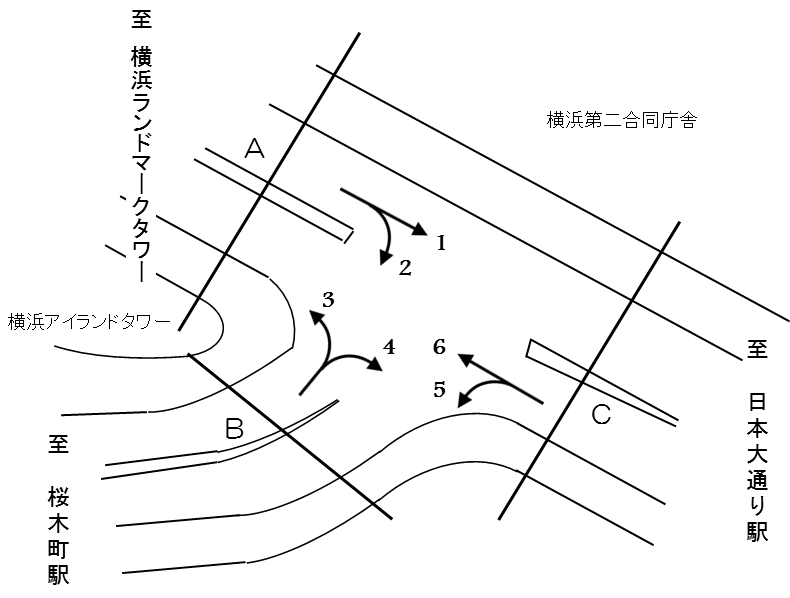 至 横浜ランドマークタワー
横浜第二合同庁舎
A
1
2
横浜アイランドタワー
3
4
6
5
B
C
至 桜木町駅
至 日本大通り駅